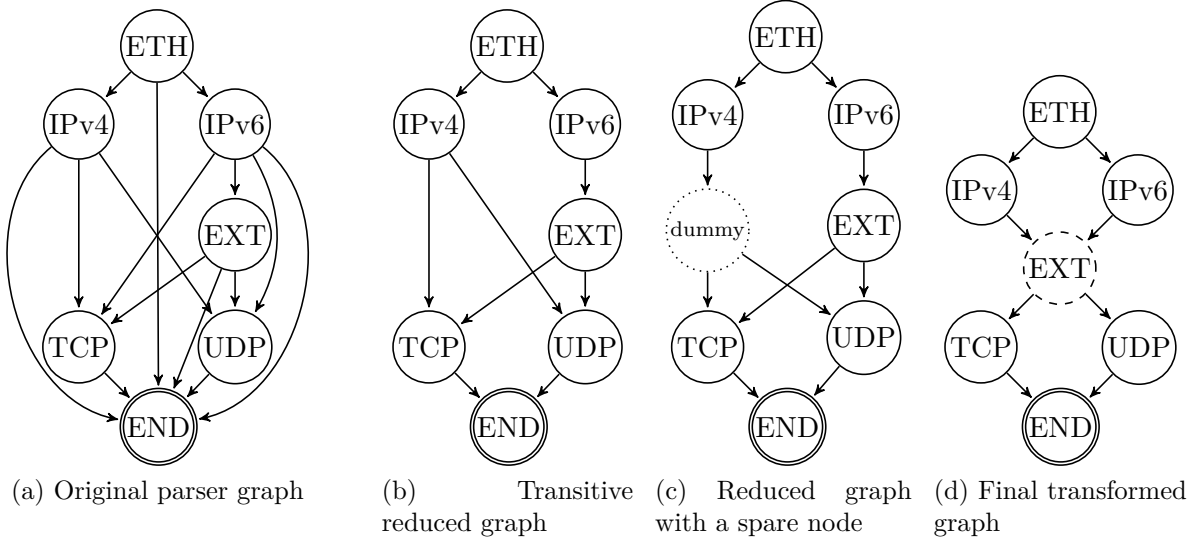 ETH
IPv4
IPv6
EXT
TCP
UDP
END
(a) Original parser graph
ETH
IPv4
IPv6
EXT
TCP
UDP
END
(b) Transitive
reduced graph
ETH
IPv4
IPv6
dummy
EXT
TCP
UDP
END
(c) Reduced graph
with a spare node
ETH
IPv4
IPv6
EXT
TCP
UDP
END
(d) Final transformed
graph